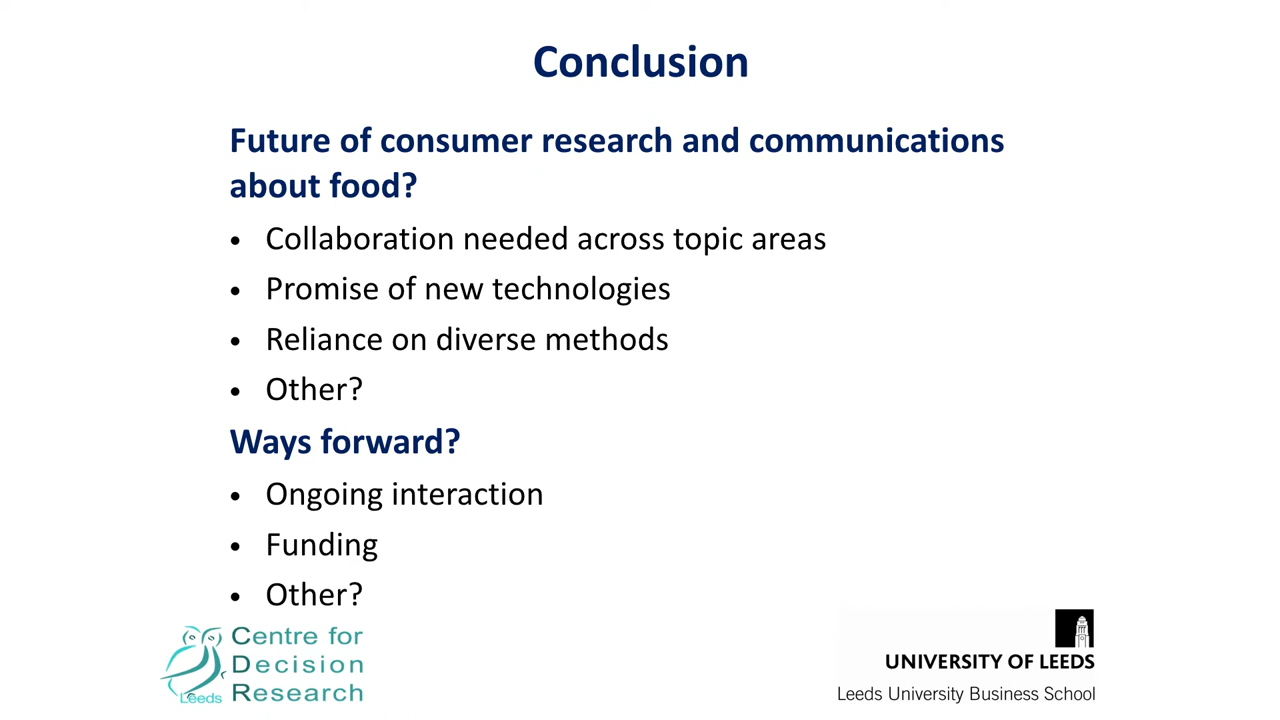 Conclusion
Future of consumer research and communications
about food?
• Collaboration needed across topic areas
• Promise of new technologies
• Reliance on diverse methods
• Other?
Ways forward?
• Ongoing interaction
• Funding
• Other?
Centre for
Decision
Research
Leeds
UNIVERSITY OF LEEDS
Leeds University Business School